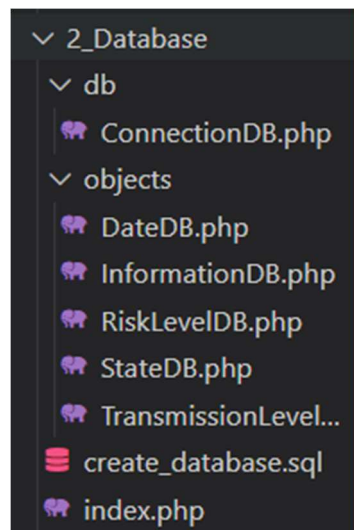 2_Database
db
ConnectionDB.php
objects
DateDB.php
InformationDB.php
RiskLevelDB.php
StateDB.php
TransmissionLevel...
create_database.sql
index.php